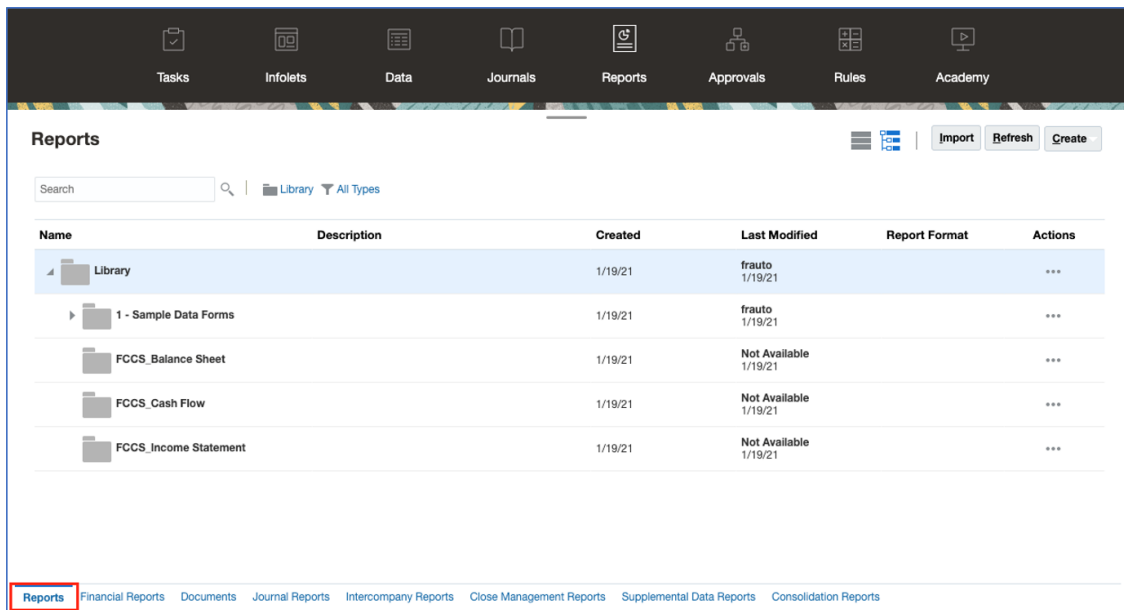 Tasks Infolets Data Journals Reports Approvals Rules Academy
Reports
Import Refresh Create
Search Library All Types
Name Description Created Last Modified Report Format Actions
Library 1/19/21 frauto
1/19/21
1 - Sample Data Forms 1/19/21 frauto
1/19/21
FCCS_Balance Sheet 1/19/21 Not Available
1/19/21
FCCS_Cash Flow 1/19/21 Not Available
1/19/21
FCCS_Income Statement 1/19/21 Not Available
1/19/21
Reports Financial Reports Documents Journal Reports Intercompany Reports Close Management Reports Supplemental Data Reports Consolidation Reports